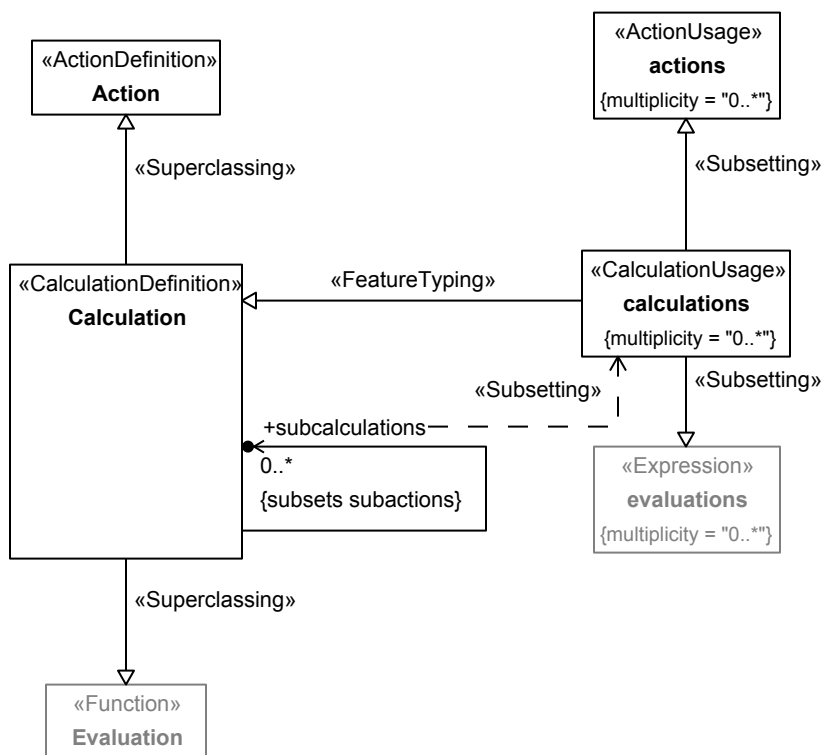 «ActionDefinition»
Action
«ActionUsage»
actions
{multiplicity = "0..*"}
«Superclassing»
«Subsetting»
«CalculationDefinition»
Calculation
«FeatureTyping»
«CalculationUsage»
calculations
{multiplicity = "0..*"}
«Subsetting»
«Subsetting»
+subcalculations
0..*
{subsets subactions}
«Expression»
evaluations
{multiplicity = "0..*"}
«Superclassing»
«Function»
Evaluation